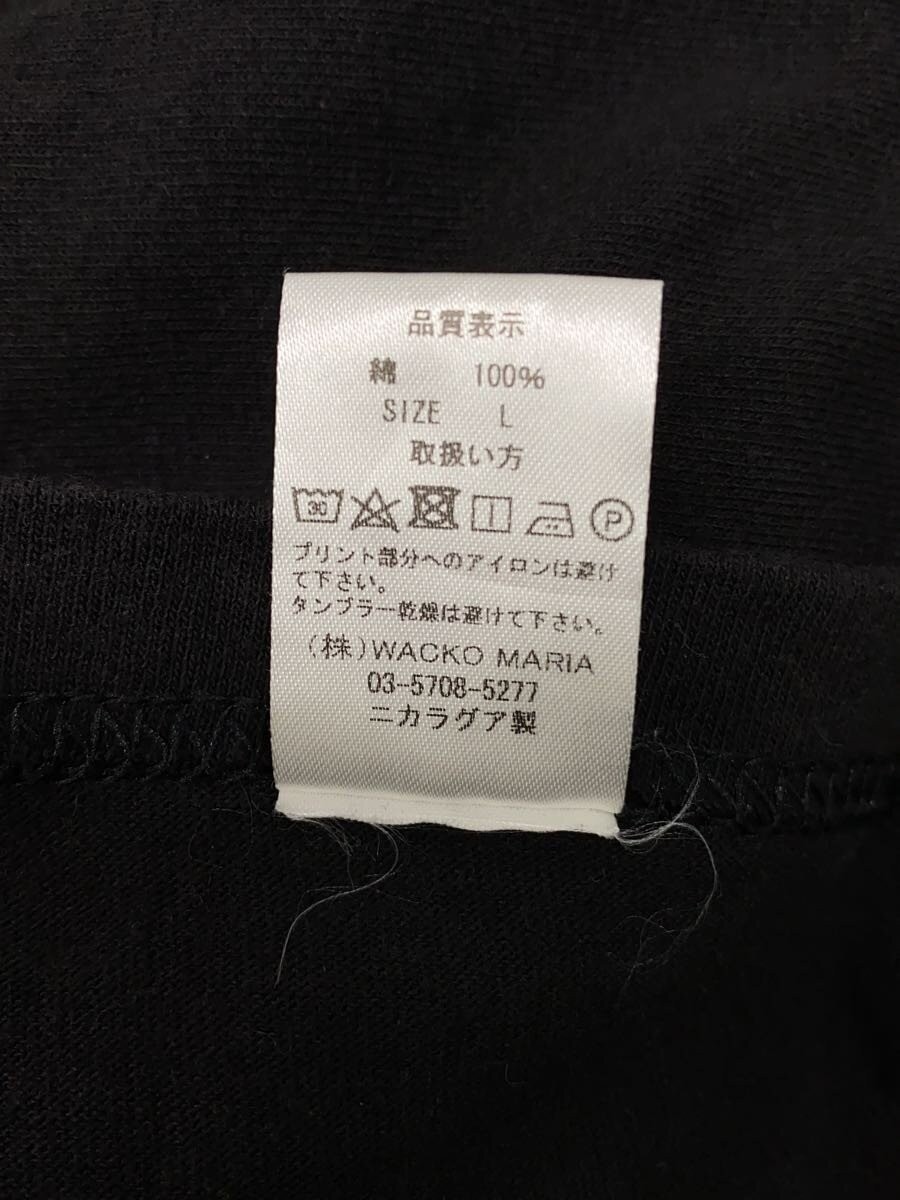 品質表示
綿 100%
SIZE L
取扱い方
30 P
プリント部分へのアイロンは避け
て下さい。
タンブラー乾燥は避けて下さい。
(株)WACKO MARIA
03-5708-5277
ニカラグア製